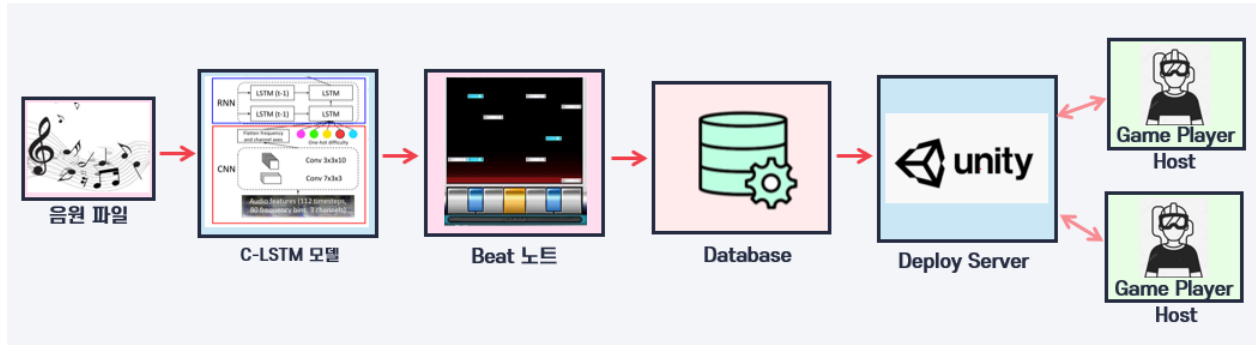 음원 파일
RNN
LSTM (t-1)
LSTM
LSTM (t-1)
LSTM
Flatten frequency
and channel axes
One-hot difficulty
CNN
Conv 3x3x10
Conv 7x3x3
Audio features (112 timesteps,
80 frequency bins, 3 channels)
C-LSTM 모델
Beat 노트
Database
unity
Deploy Server
Game Player
Host
Game Player
Host